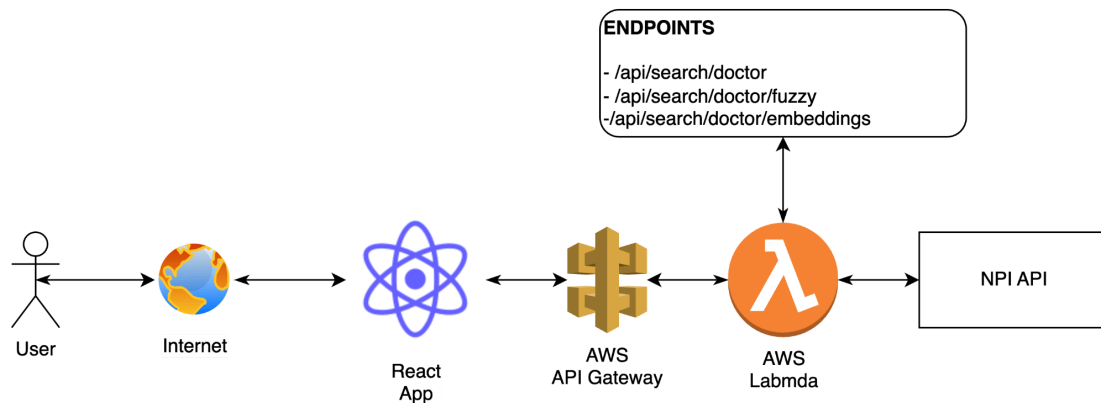 ENDPOINTS
- /api/search/doctor
- /api/search/doctor/fuzzy
-/api/search/doctor/embeddings
User
Internet
React
App
AWS
API Gateway
AWS
Labmda
NPI API